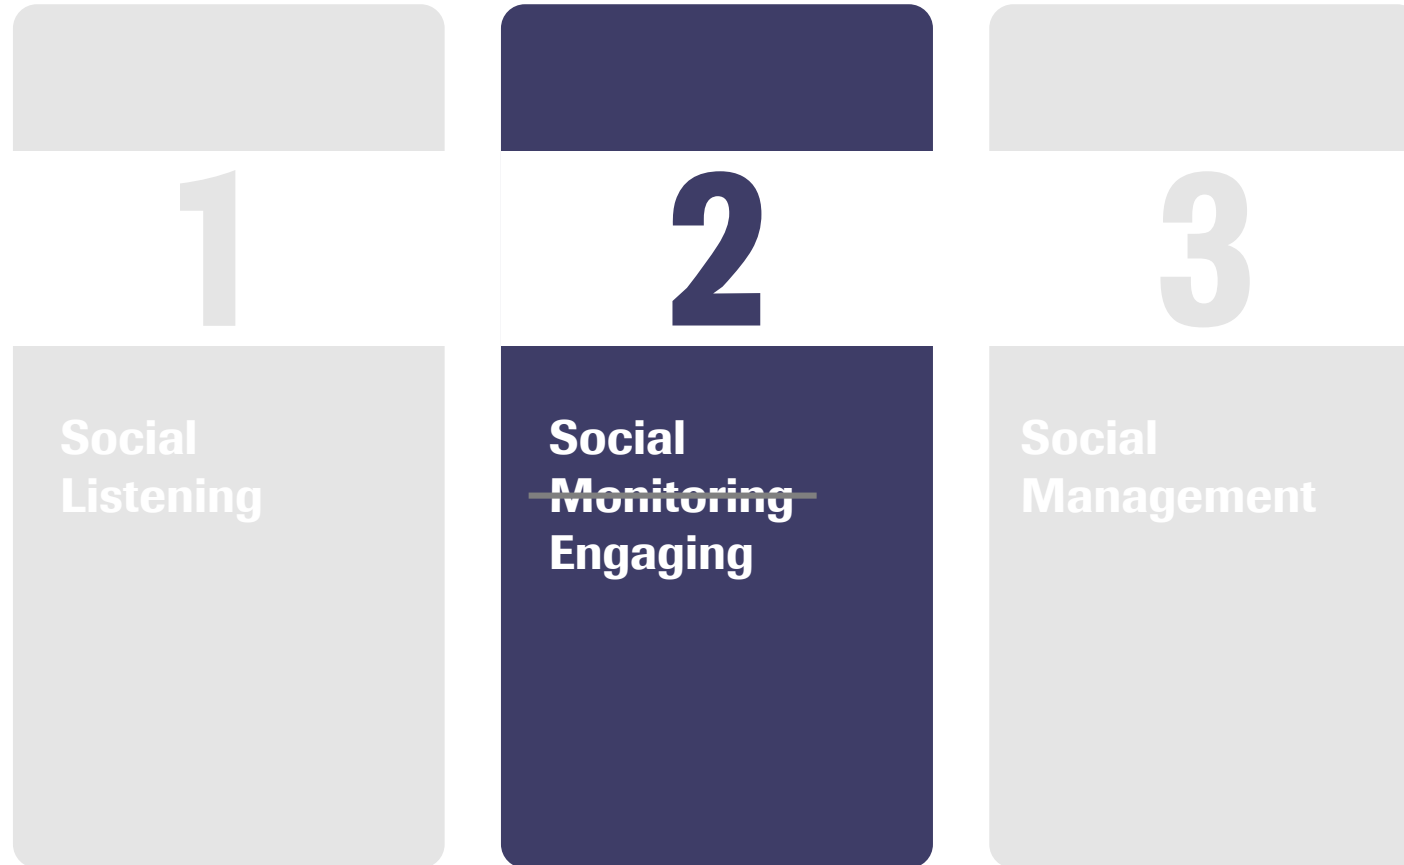 1
Social
Listening
2
Social
Monitoring
Engaging
3
Social
Management